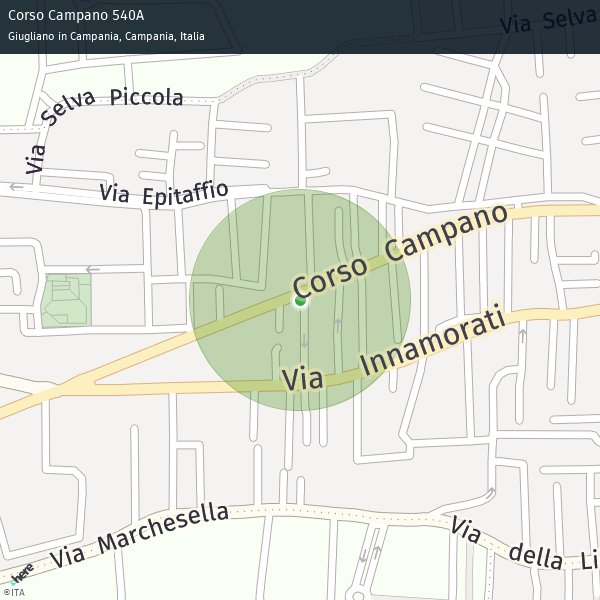 Corso Campano 540A
Giugliano in Campania, Campania, Italia
Via Selva
Via Selva Piccola
Via Epitaffio
Corso Campano
Via Innamorati
Via Marchesella
Via della Li
here
©ITA